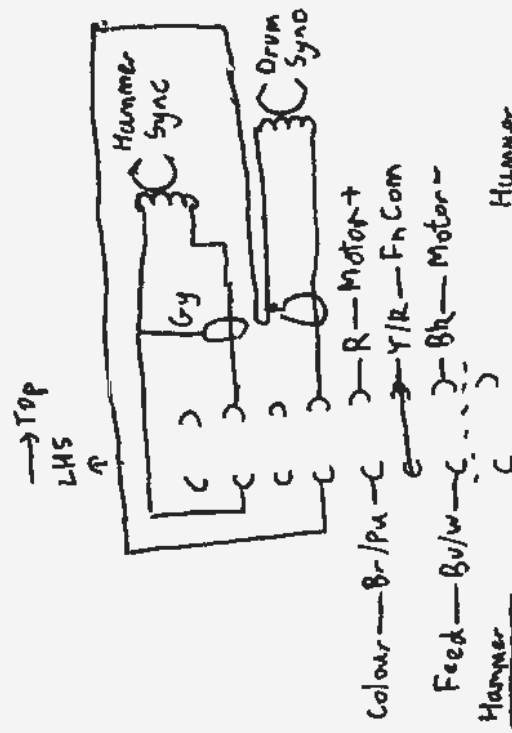 → Top
LHS
Hammer
Sync
Gy
Drum
Sync
Colour — Br/Pu
R — Motor+
Y/R — Fn Com
Feed — Bu/w
Bk — Motor-
Hammer
Hammer